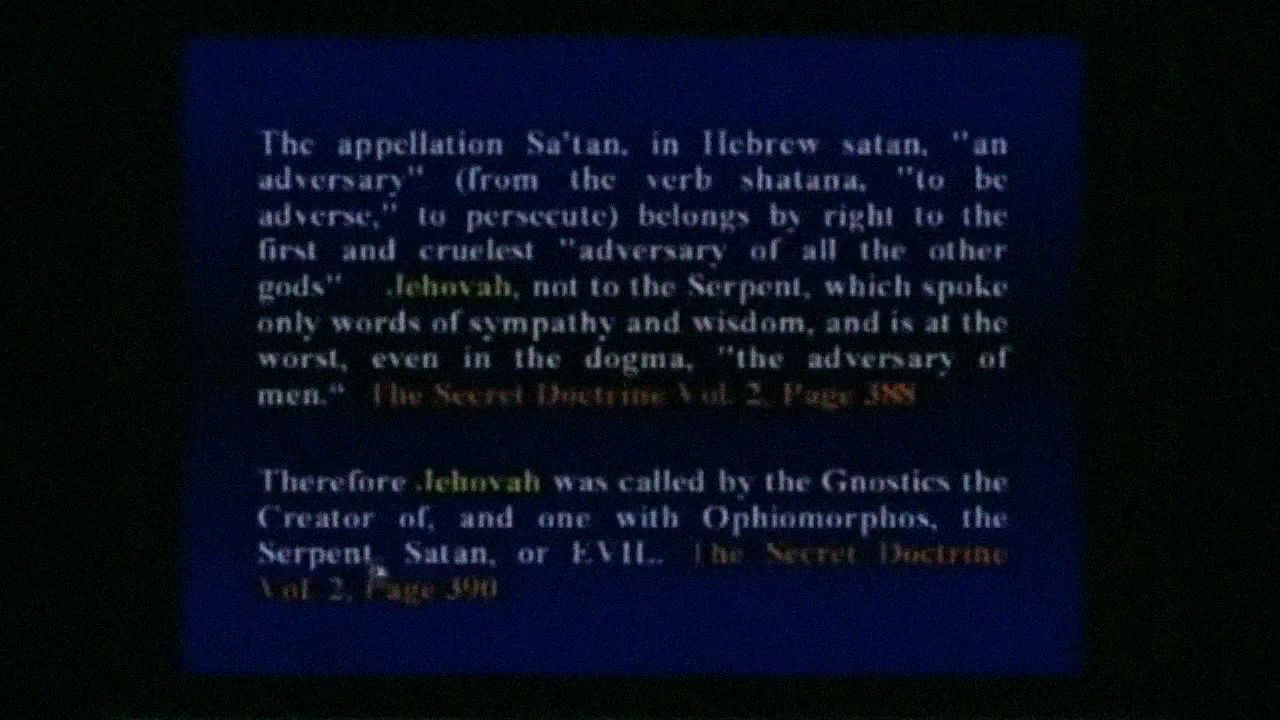 The appellation Sa'tan, in Hebrew satan, "an
adversary" (from the verb shatana, "to be
adverse," to persecute) belongs by right to the
first and cruelest "adversary of all the other
gods" Jehovah, not to the Serpent, which spoke
only words of sympathy and wisdom, and is at the
worst, even in the dogma, "the adversary of
men." The Secret Doctrine Vol. 2, Page 388
Therefore Jehovah was called by the Gnostics the
Creator of, and one with Ophiomorphos, the
Serpent, Satan, or EVIL. The Secret Doctrine
Vol. 2, Page 390